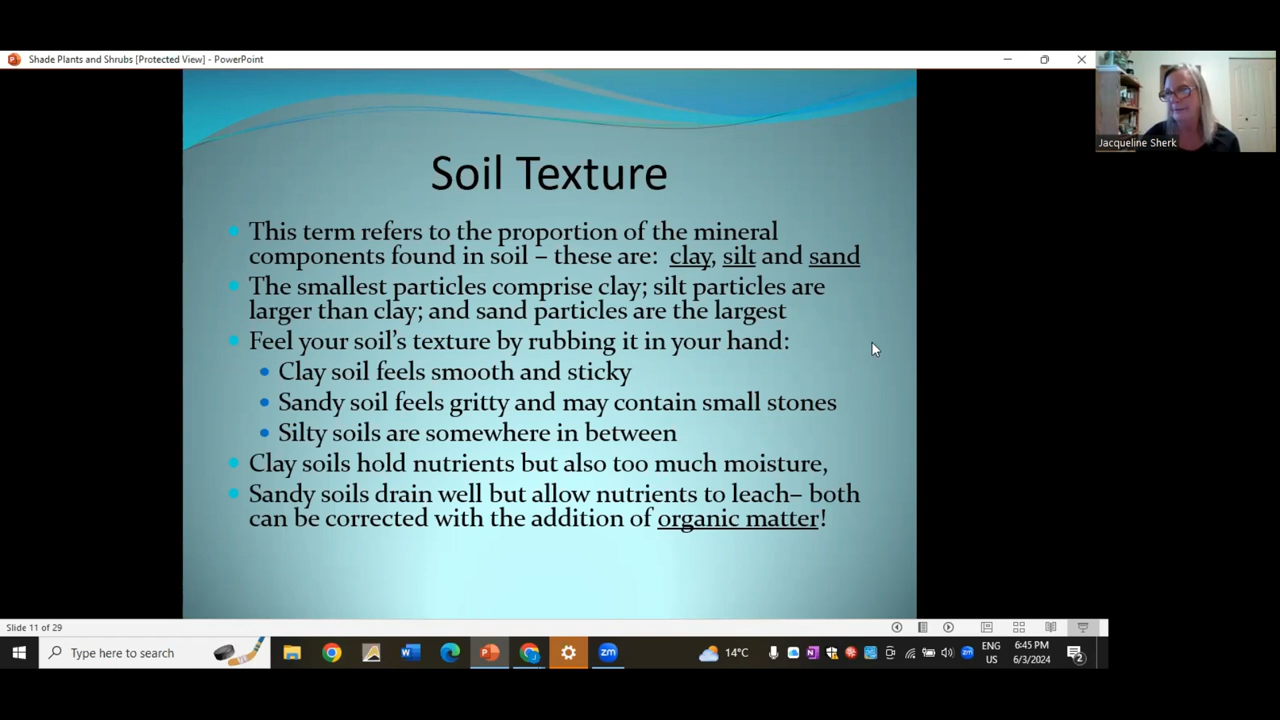 Shade Plants and Shrubs [Protected View] - PowerPoint
Jacqueline Sherk
Soil Texture
This term refers to the proportion of the mineral
components found in soil – these are: clay, silt and sand
The smallest particles comprise clay; silt particles are
larger than clay; and sand particles are the largest
Feel your soil's texture by rubbing it in your hand:
Clay soil feels smooth and sticky
Sandy soil feels gritty and may contain small stones
Silty soils are somewhere in between
Clay soils hold nutrients but also too much moisture,
Sandy soils drain well but allow nutrients to leach– both
can be corrected with the addition of organic matter!
Slide 11 of 29
Type here to search
14°C
ENG
US
6:45 PM
6/3/2024
2
zm
zm